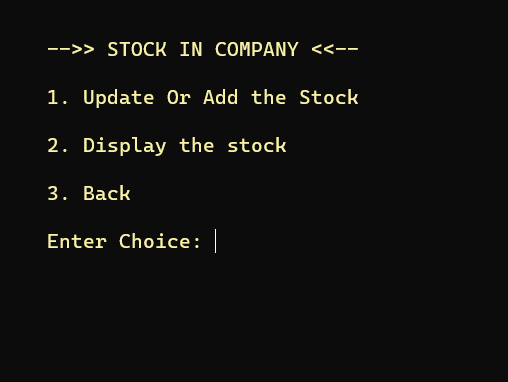 -->> STOCK IN COMPANY <<--
1. Update Or Add the Stock
2. Display the stock
3. Back
Enter Choice: